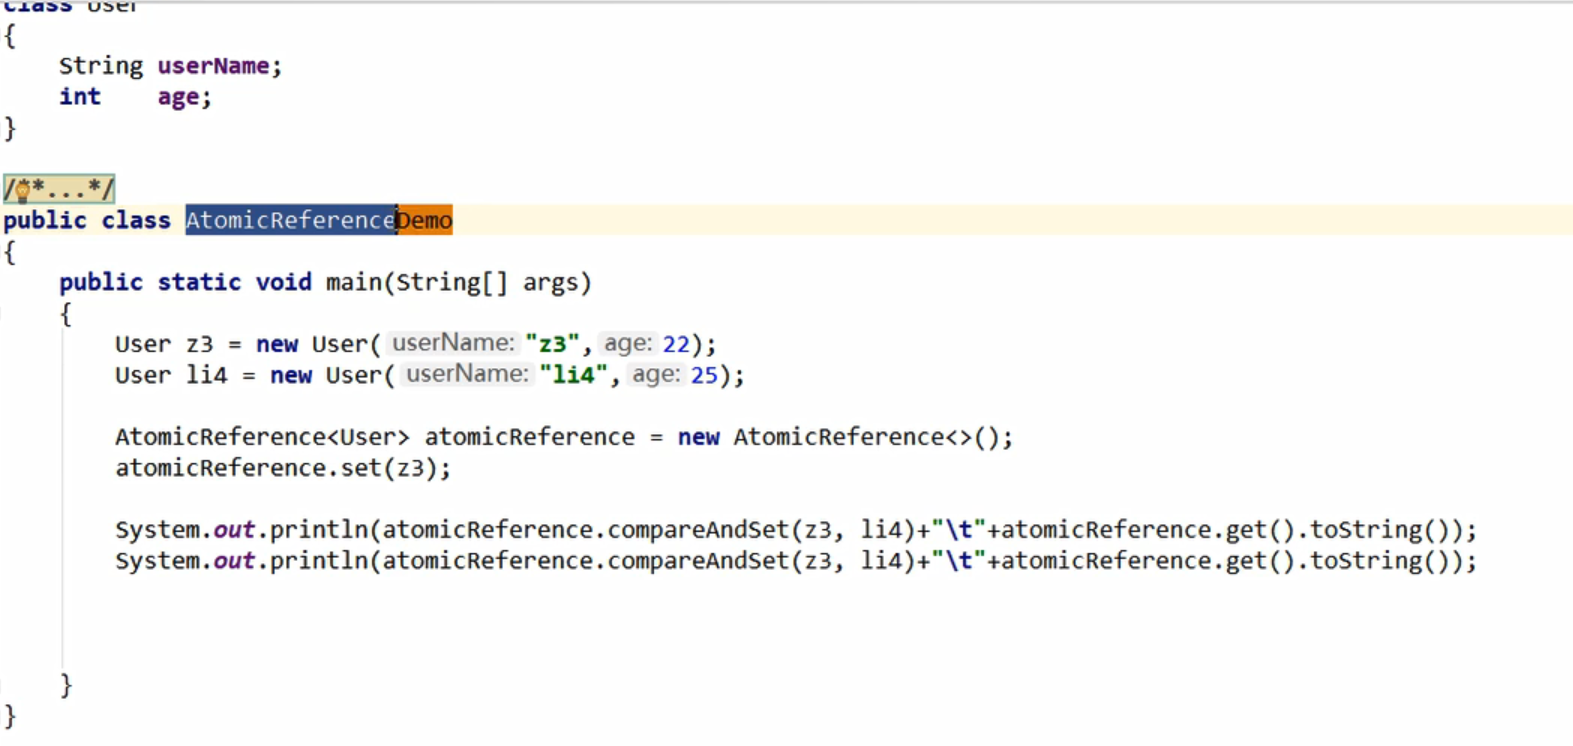 class User
{
    String userName;
    int    age;
}
/**...*/
public class AtomicReferenceDemo
{
    public static void main(String[] args)
    {
        User z3 = new User( userName: "z3", age: 22);
        User li4 = new User( userName: "li4", age: 25);
        AtomicReference<User> atomicReference = new AtomicReference<>();
        atomicReference.set(z3);
        System.out.println(atomicReference.compareAndSet(z3, li4)+"\t"+atomicReference.get().toString());
        System.out.println(atomicReference.compareAndSet(z3, li4)+"\t"+atomicReference.get().toString());
    }
}